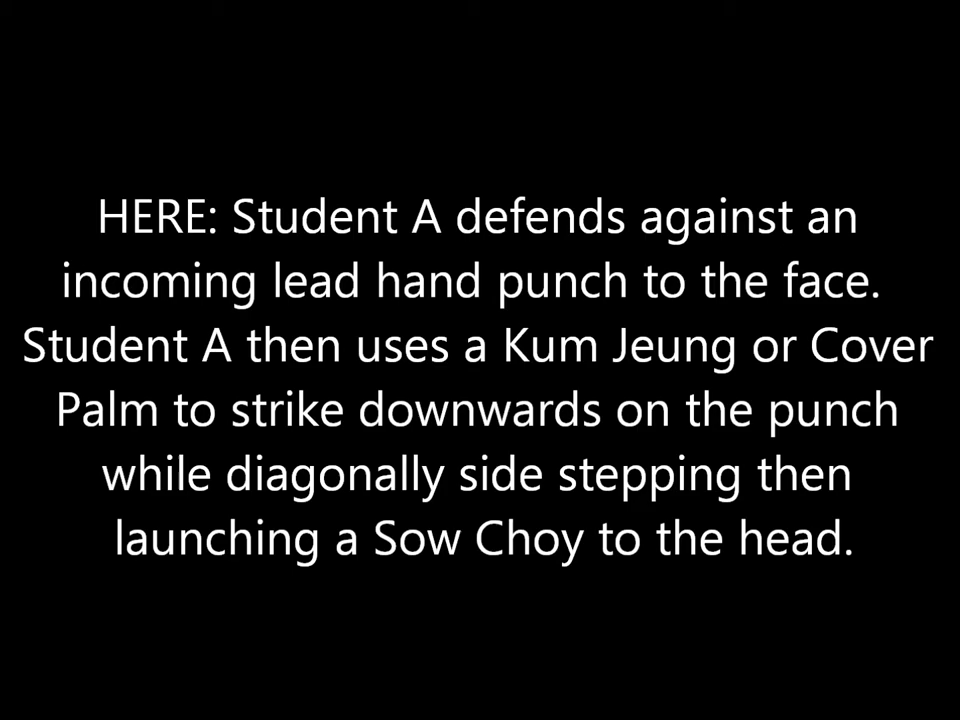 HERE: Student A defends against an
incoming lead hand punch to the face.
Student A then uses a Kum Jeung or Cover
Palm to strike downwards on the punch
while diagonally side stepping then
launching a Sow Choy to the head.